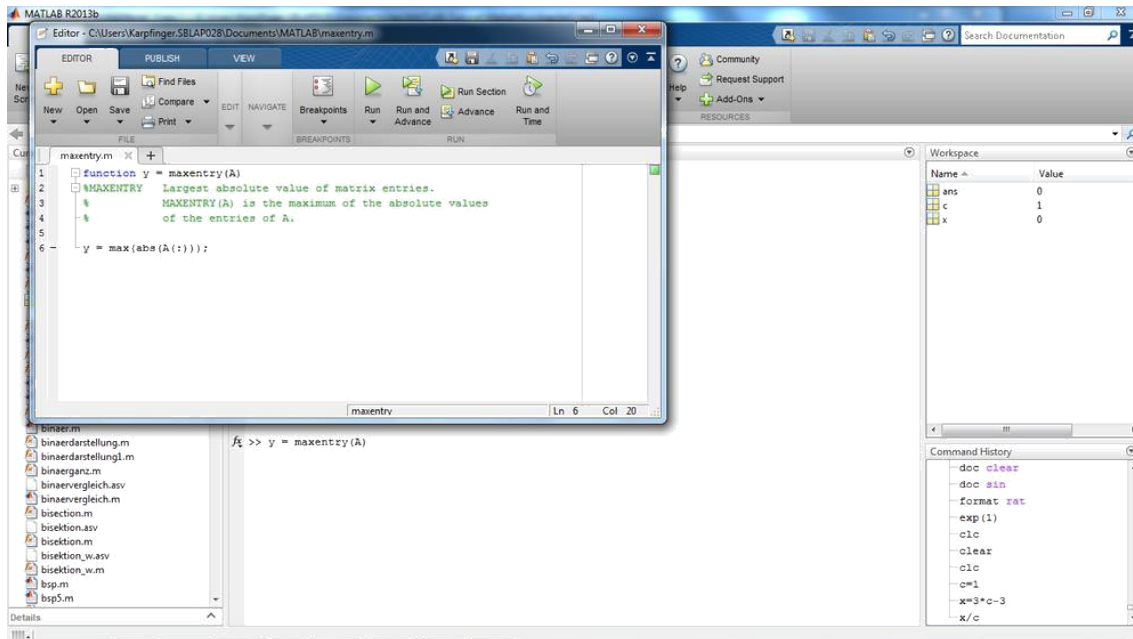 MATLAB R2013b
Editor - C:\Users\Karpfinger.SBLAP028\Documents\MATLAB\maxentry.m
EDITOR PUBLISH VIEW
Search Documentation
New Open Save
Find Files
Compare
Print
FILE
EDIT NAVIGATE
Breakpoints
BREAKPOINTS
Run
Run and Advance
Run Section
Advance
Run and Time
RUN
Help
Community
Request Support
Add-Ons
RESOURCES
maxentry.m
1 function y = maxentry(A)
2 %MAXENTRY Largest absolute value of matrix entries.
3 % MAXENTRY(A) is the maximum of the absolute values
4 % of the entries of A.
5
6 y = max(abs(A(:)));
maxentry Ln 6 Col 20
binaer.m
binaerdarstellung.m
binaerdarstellung1.m
binaerganz.m
binaervergleich.asv
binaervergleich.m
bisection.m
bisektion.asv
bisektion.m
bisektion_w.asv
bisektion_w.m
bsp.m
bsp5.m
Details
fx >> y = maxentry(A)
Workspace
Name Value
ans 0
c 1
x 0
Command History
doc clear
doc sin
format rat
exp(1)
clc
clear
clc
c=1
x=3*c-3
x/c